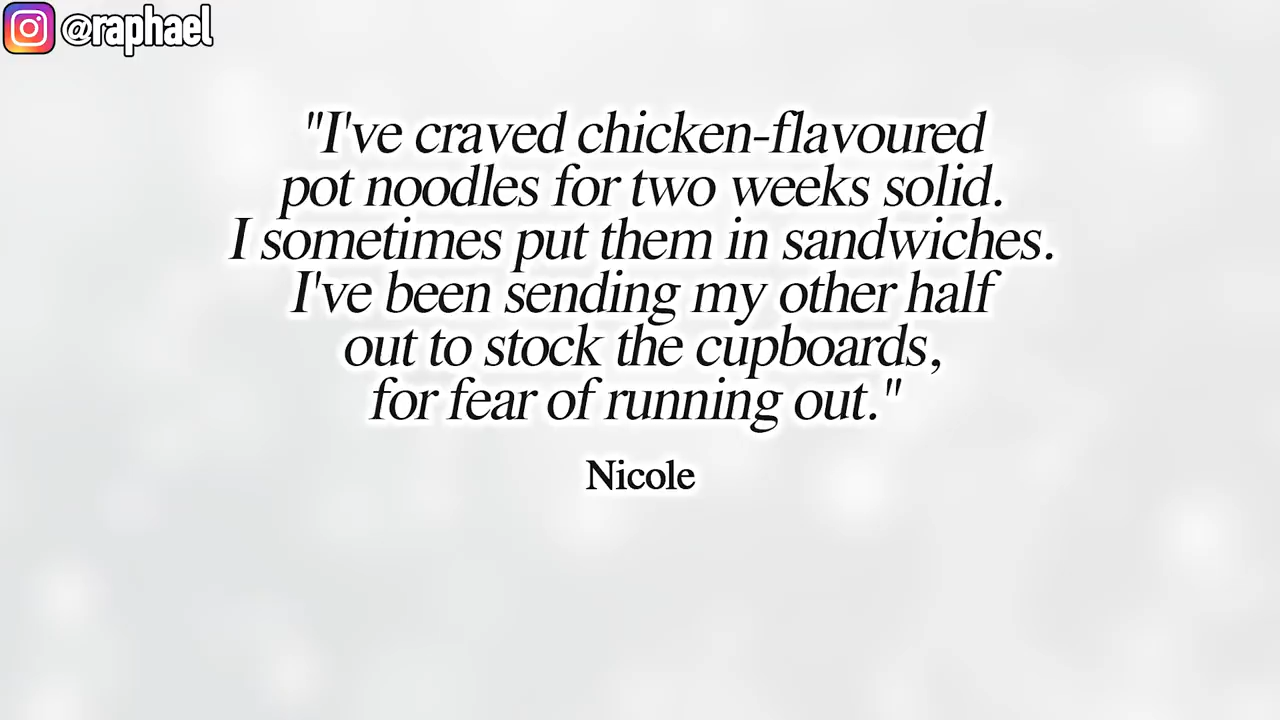 @raphael
"I've craved chicken-flavoured
pot noodles for two weeks solid.
I sometimes put them in sandwiches.
I've been sending my other half
out to stock the cupboards,
for fear of running out."
Nicole